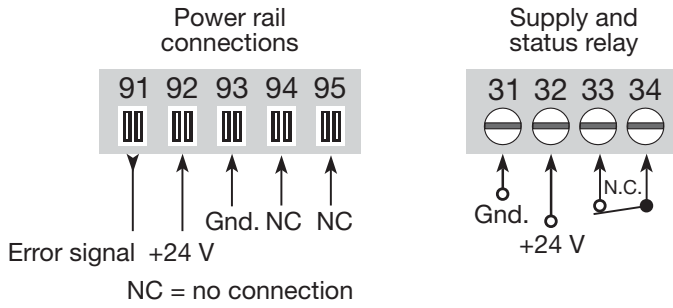 Power rail
connections
91 92 93 94 95
Gnd. NC NC
Error signal +24 V
NC = no connection
Supply and
status relay
31 32 33 34
N.C.
Gnd.
+24 V